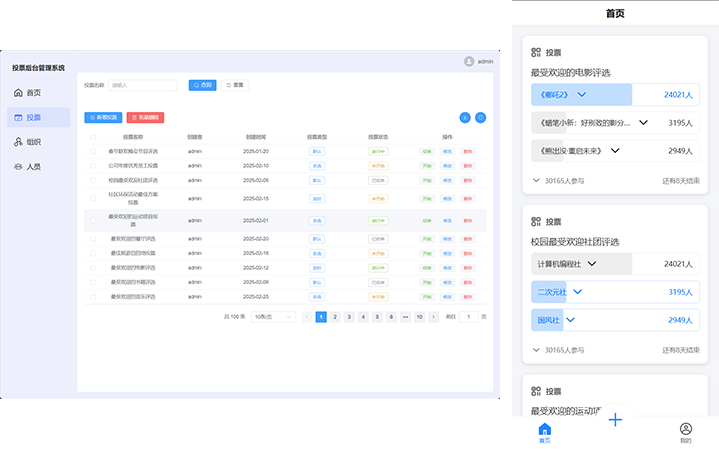 投票后台管理系统
admin
首页
投票
组织
人员
投票名称 请输入 查询 重置
新增投票 批量删除
投票名称 创建者 创建时间 投票类型 投票状态 操作
春节联欢晚会节目评选 admin 2025-01-20 默认 进行中 结束 修改 删除
公司年度优秀员工投票 admin 2025-02-10 多选 未开始 开始 修改 删除
校园最受欢迎社团评选 admin 2025-02-05 默认 已结束 开始 修改 删除
社区环保活动最佳方案
投票 admin 2025-02-15 未开始 开始 修改 删除
最受欢迎的运动项目投
票 admin 2025-02-01 多选 进行中 结束 修改 删除
最受欢迎的餐厅评选 admin 2025-02-20 默认 已结束 开始 修改 删除
最佳旅游目的地投票 admin 2025-02-18 多选 未开始 开始 修改 删除
最受欢迎的电影评选 admin 2025-02-12 进行中 结束 修改 删除
最受欢迎的书籍评选 admin 2025-02-08 默认 已结束 开始 修改 删除
最受欢迎的音乐评选 admin 2025-02-25 多选 未开始 开始 修改 删除
共 100 条 10条/页 1 2 3 4 5 6 ••• 10 前往 1 页
首页
投票
最受欢迎的电影评选
《哪吒2》 24021人
《蜡笔小新：好别致的影分... 3195人
《熊出没·重启未来》 2949人
30165人参与 还有8天结束
投票
校园最受欢迎社团评选
计算机编程社 24021人
二次元社 3195人
国风社 2949人
30165人参与 还有8天结束
投票
最受欢迎的运动项
首页
我的